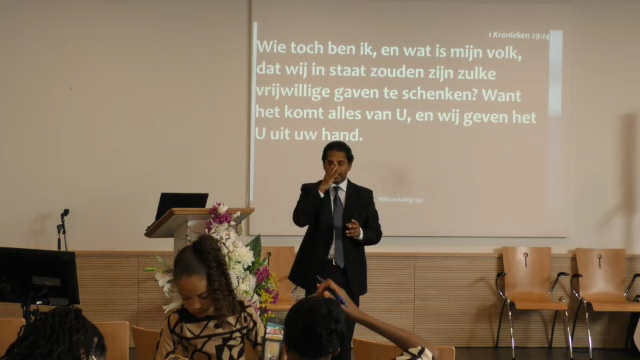 1 Kronieken 29:14
Wie toch ben ik, en wat is mijn volk,
dat wij in staat zouden zijn zulke
vrijwillige gaven te schenken? Want
het komt alles van U, en wij geven het
U uit uw hand.